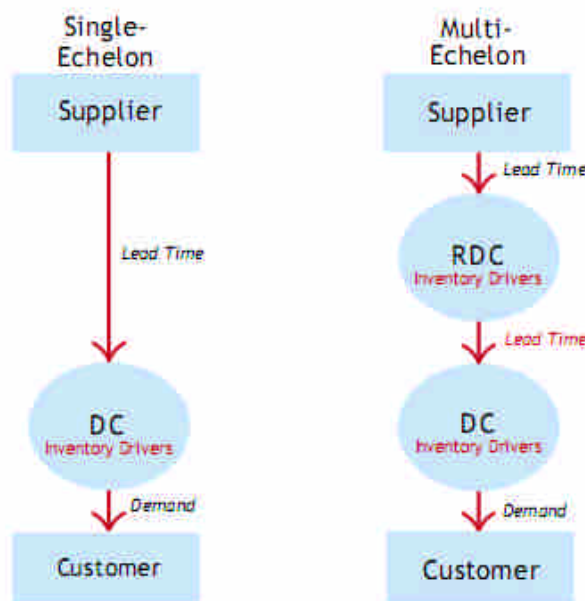 Single-
Echelon
Supplier
Lead Time
DC
Inventory Drivers
Demand
Customer
Multi-
Echelon
Supplier
Lead Time
RDC
Inventory Drivers
Lead Time
DC
Inventory Drivers
Demand
Customer